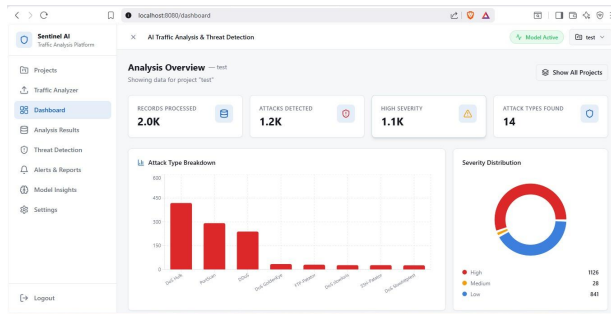 localhost:8080/dashboard
Sentinel AI
Traffic Analysis Platform
AI Traffic Analysis & Threat Detection
Model Active
test
Projects
Traffic Analyzer
Dashboard
Analysis Results
Threat Detection
Alerts & Reports
Model Insights
Settings
Logout
Analysis Overview — test
Showing data for project "test"
Show All Projects
RECORDS PROCESSED
2.0K
ATTACKS DETECTED
1.2K
HIGH SEVERITY
1.1K
ATTACK TYPES FOUND
14
Attack Type Breakdown
600
450
300
150
0
DoS Hulk
PortScan
DDoS
DoS GoldenEye
FTP-Patator
DoS slowloris
SSH-Patator
DoS Slowhttptest
Severity Distribution
High 1126
Medium 28
Low 841